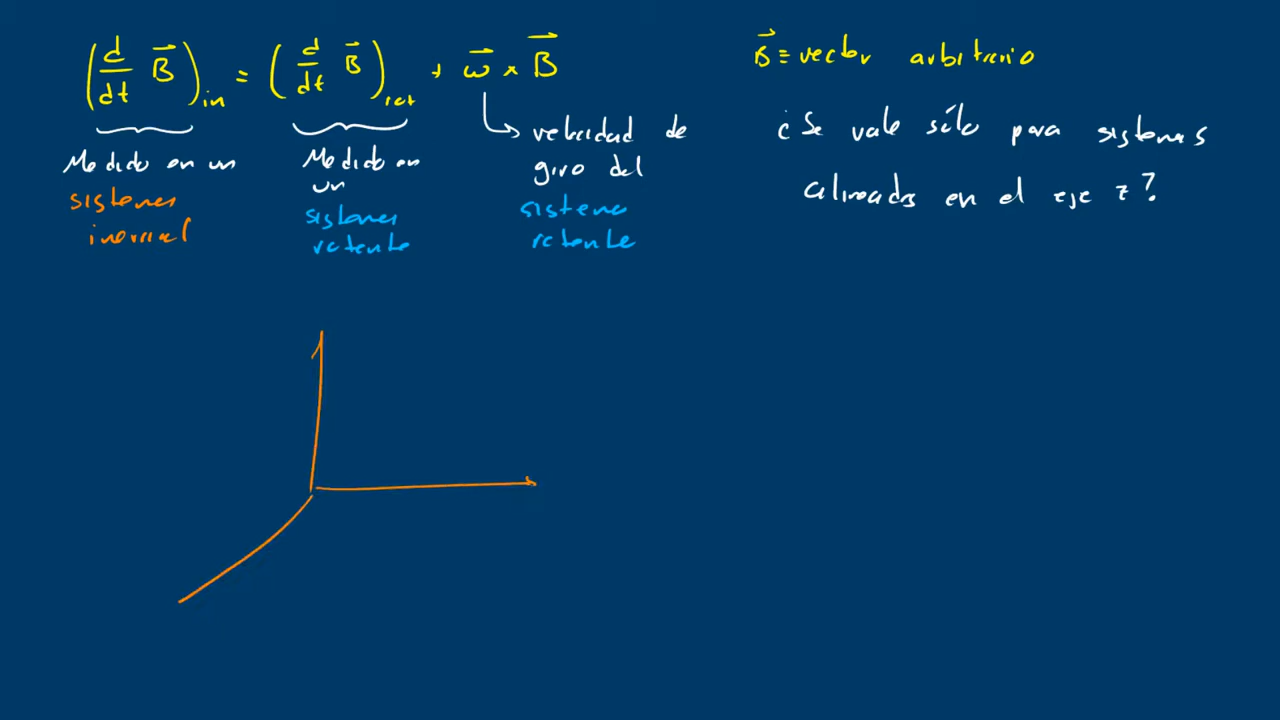 (d/dt B⃗)in = (d/dt B⃗)rot + ω⃗ × B⃗
B⃗ ≡ vector arbitrario
Medido en un
sistema
inercial
Medido en
un
sistema
rotante
velocidad de
giro del
sistema
rotante
¿Se vale sólo para sistemas
alineados en el eje z?